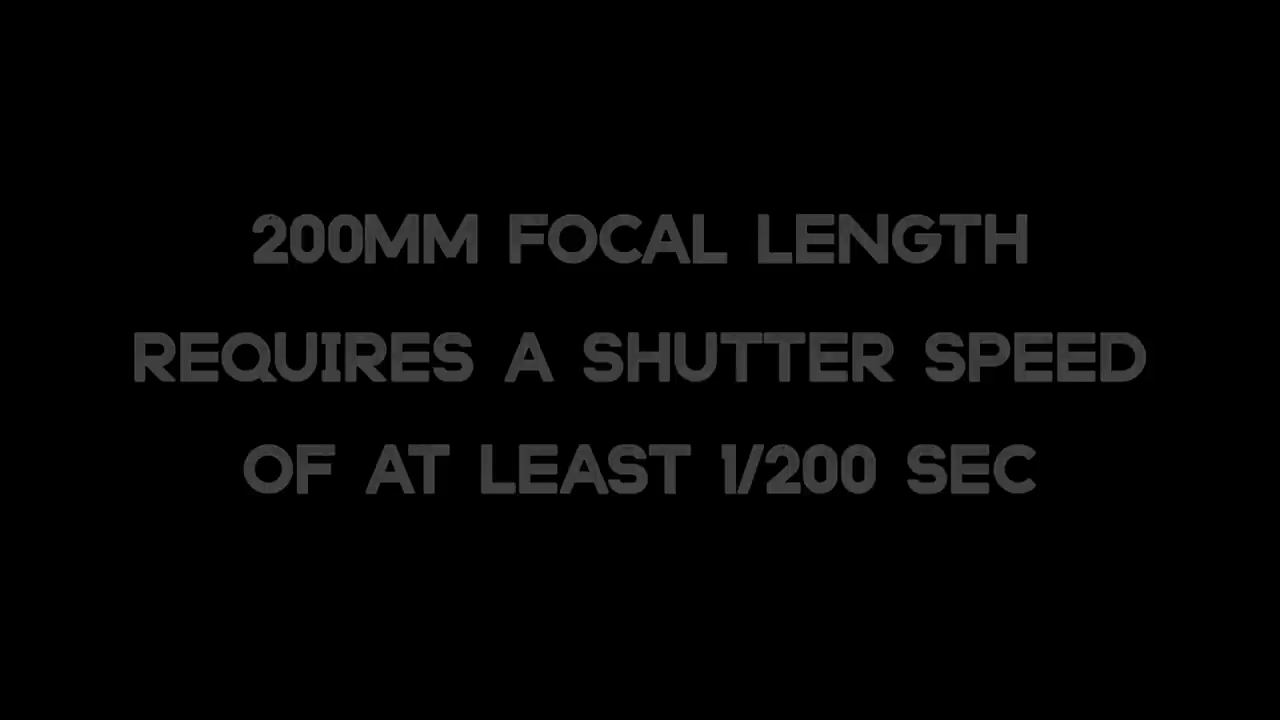 200MM FOCAL LENGTH
REQUIRES A SHUTTER SPEED
OF AT LEAST 1/200 SEC